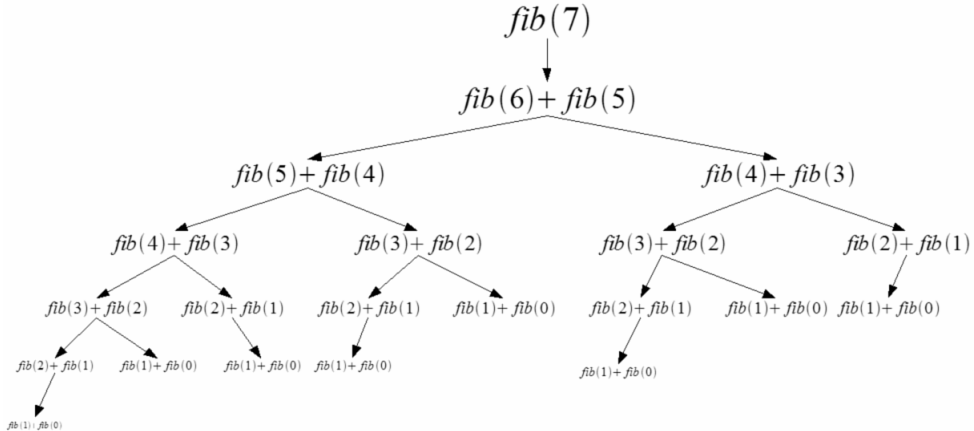 fib(7)
fib(6)+ fib(5)
fib(5)+ fib(4) fib(4)+ fib(3)
fib(4)+ fib(3) fib(3)+ fib(2) fib(3)+ fib(2) fib(2)+ fib(1)
fib(3)+ fib(2) fib(2)+ fib(1) fib(2)+ fib(1) fib(1)+ fib(0) fib(2)+ fib(1) fib(1)+ fib(0) fib(1)+ fib(0)
fib(2)+ fib(1) fib(1)+ fib(0) fib(1)+ fib(0) fib(1)+ fib(0) fib(1)+ fib(0)
fib(1)+ fib(0)